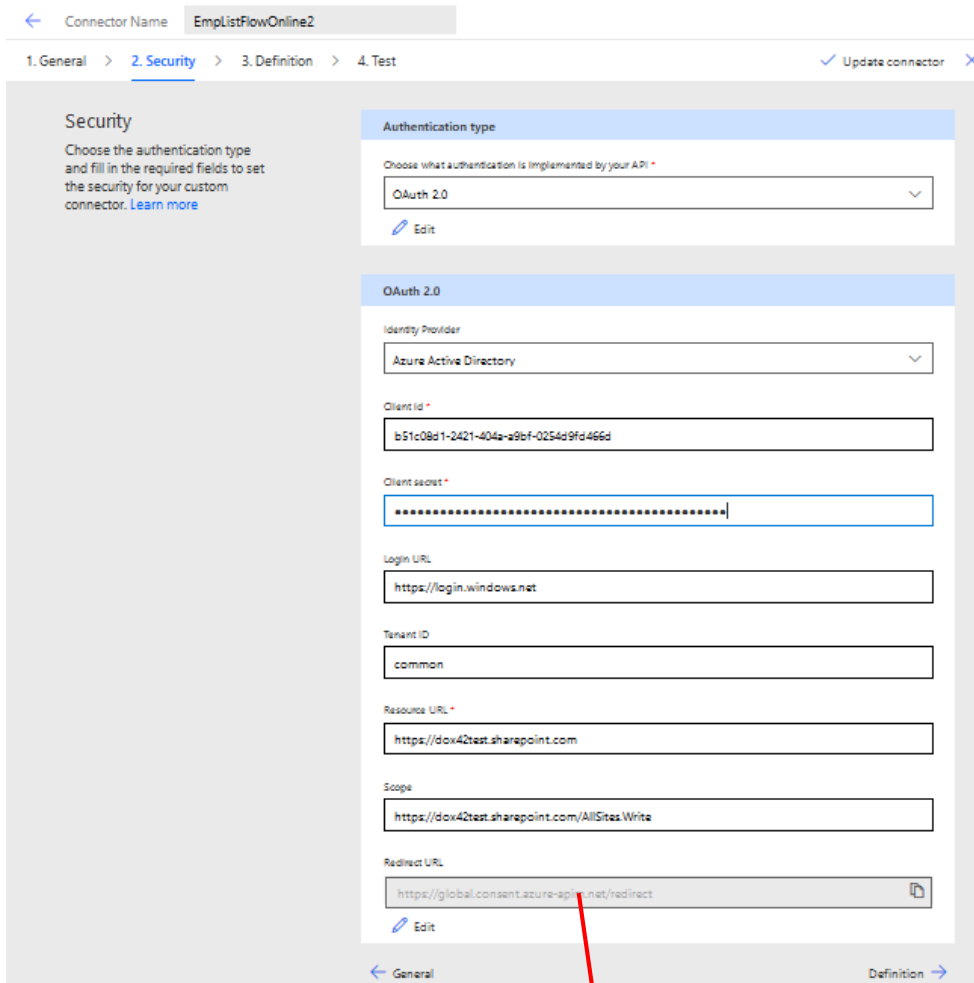 Connector Name EmpListFlowOnline2
1. General > 2. Security > 3. Definition > 4. Test Update connector
Security
Choose the authentication type
and fill in the required fields to set
the security for your custom
connector. Learn more
Authentication type
Choose what authentication is implemented by your API *
OAuth 2.0
Edit
OAuth 2.0
Identity Provider
Azure Active Directory
Client id *
b51c08d1-2421-404a-a9bf-0254d9fd466d
Client secret *
Login URL
https://login.windows.net
Tenant ID
common
Resource URL *
https://dox42test.sharepoint.com
Scope
https://dox42test.sharepoint.com/AllSites.Write
Redirect URL
https://global.consent.azure-apim.net/redirect
Edit
General Definition